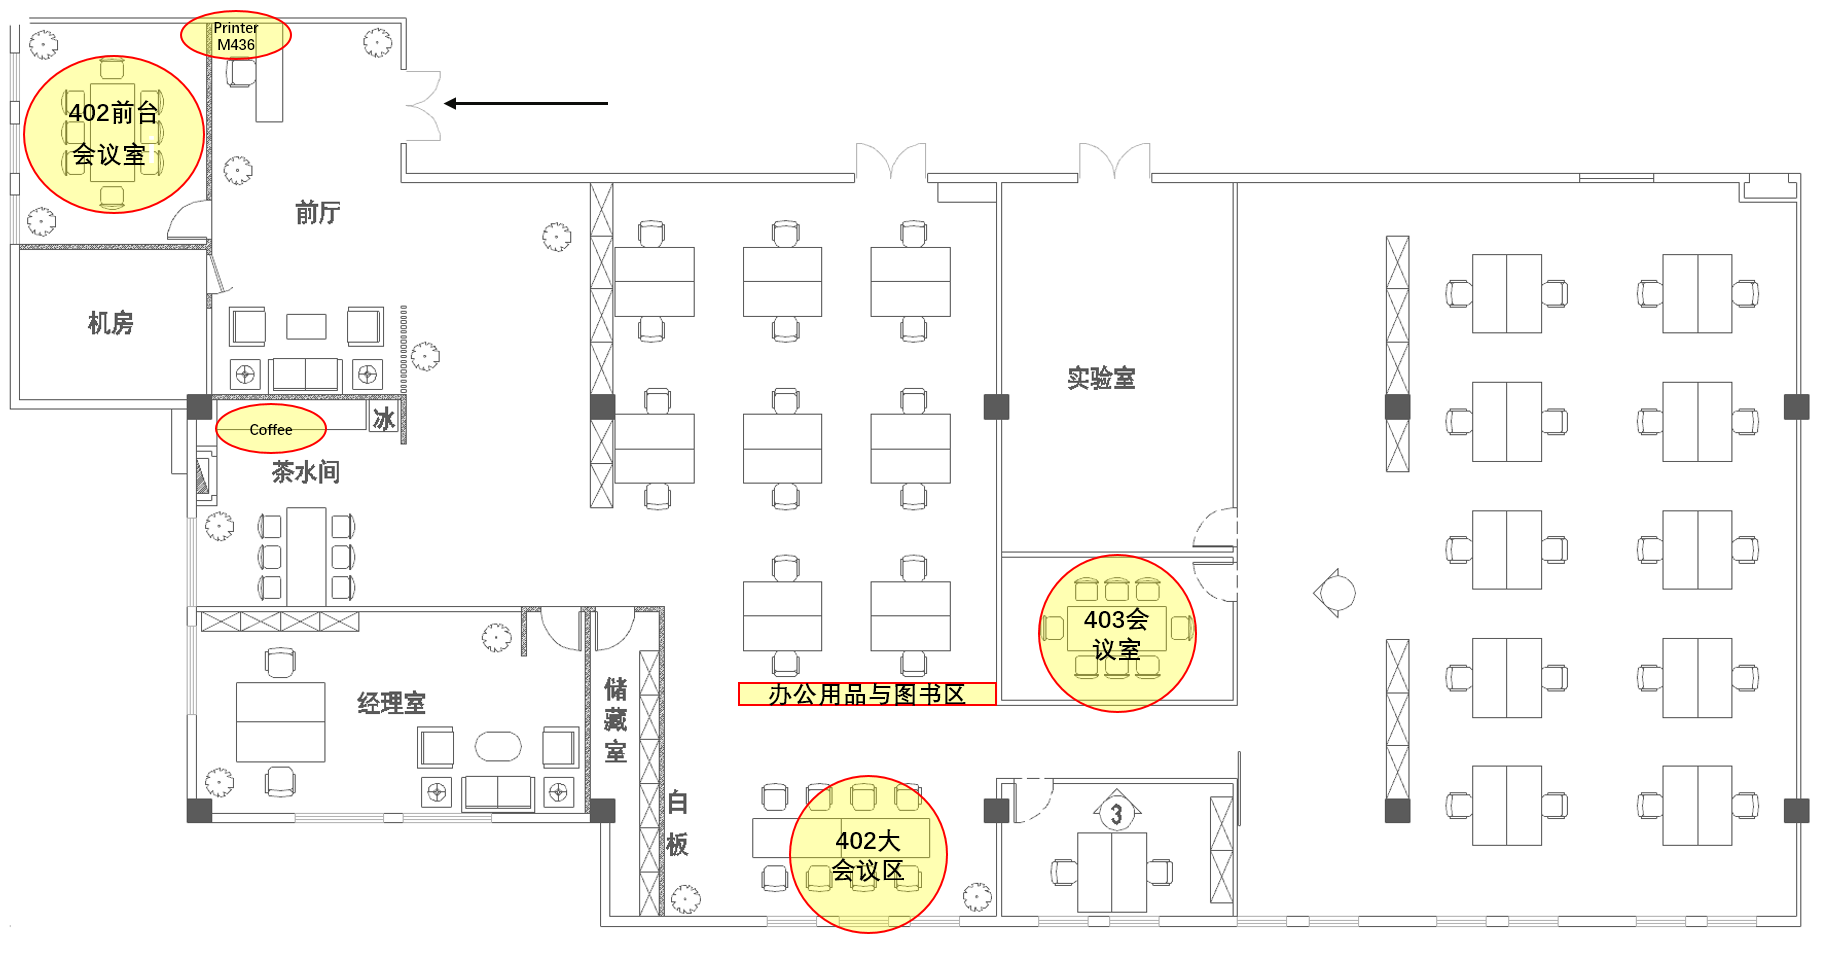 Printer
M436
402前台
会议室
前厅
机房
冰
Coffee
茶水间
实验室
403会
议室
经理室
储
藏
室
办公用品与图书区
白
板
3
402大
会议区